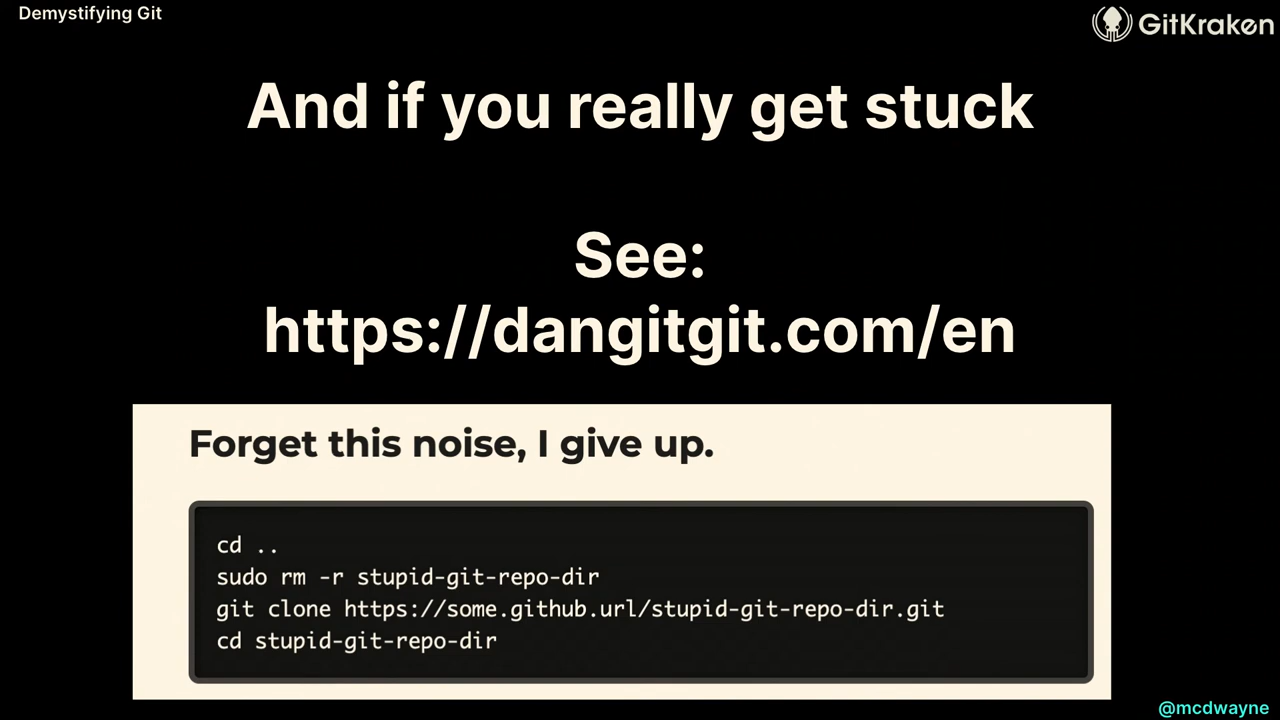 Demystifying Git
GitKraken
And if you really get stuck
See:
https://dangitgit.com/en
Forget this noise, I give up.
cd ..
sudo rm -r stupid-git-repo-dir
git clone https://some.github.url/stupid-git-repo-dir.git
cd stupid-git-repo-dir
@mcdwayne